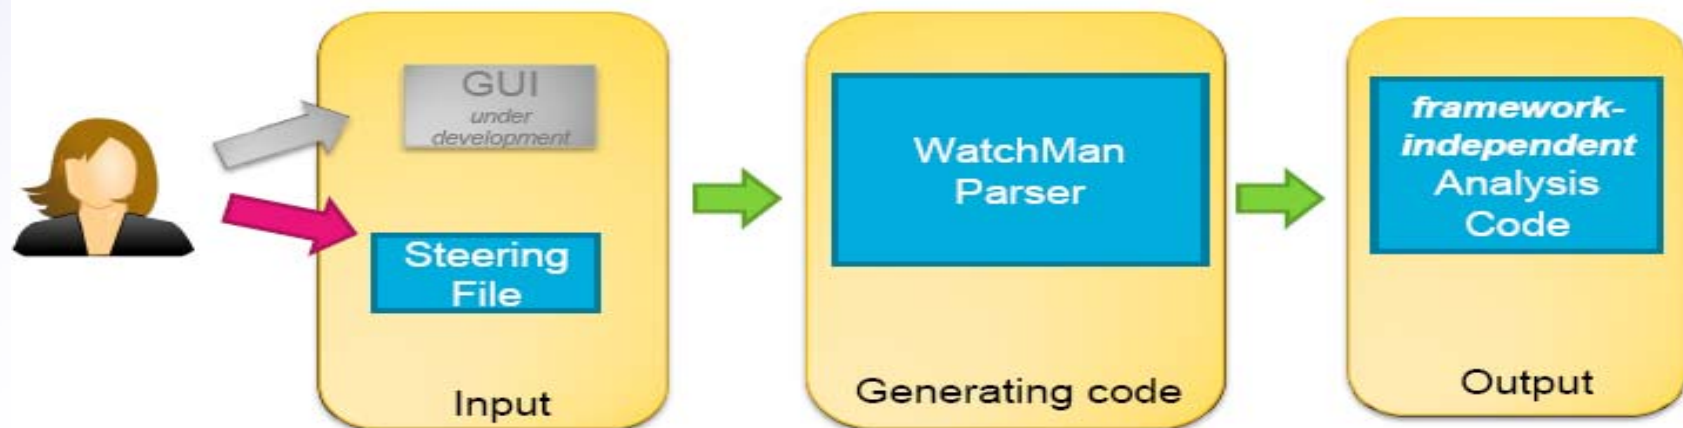 GUI
under
development
Steering
File
Input
WatchMan
Parser
Generating code
framework-
independent
Analysis
Code
Output